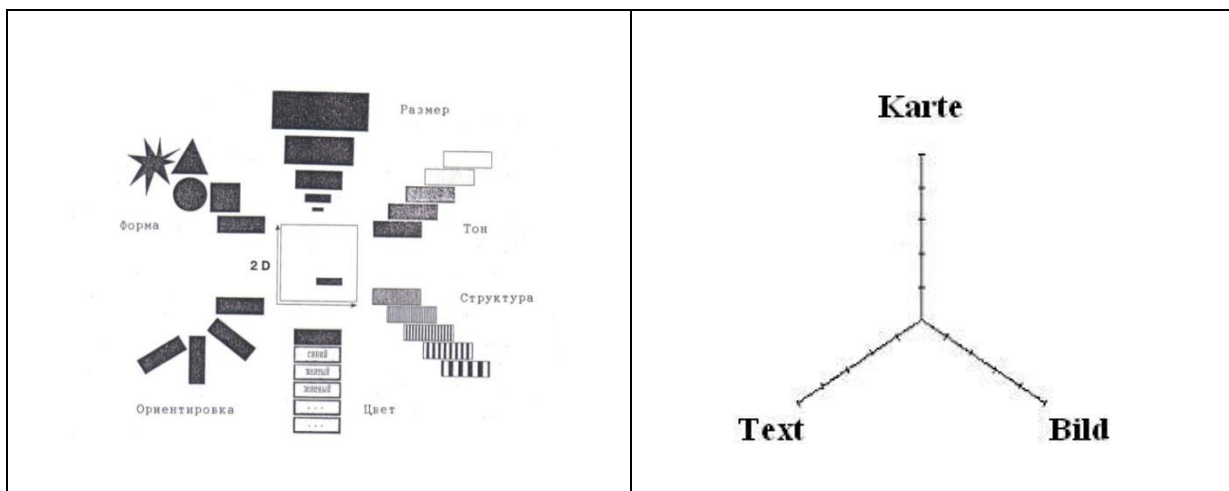 Размер
Форма
Тон
2D
Структура
синий
желтый
зеленый
...
...
Ориентировка
Цвет
Karte
Text
Bild